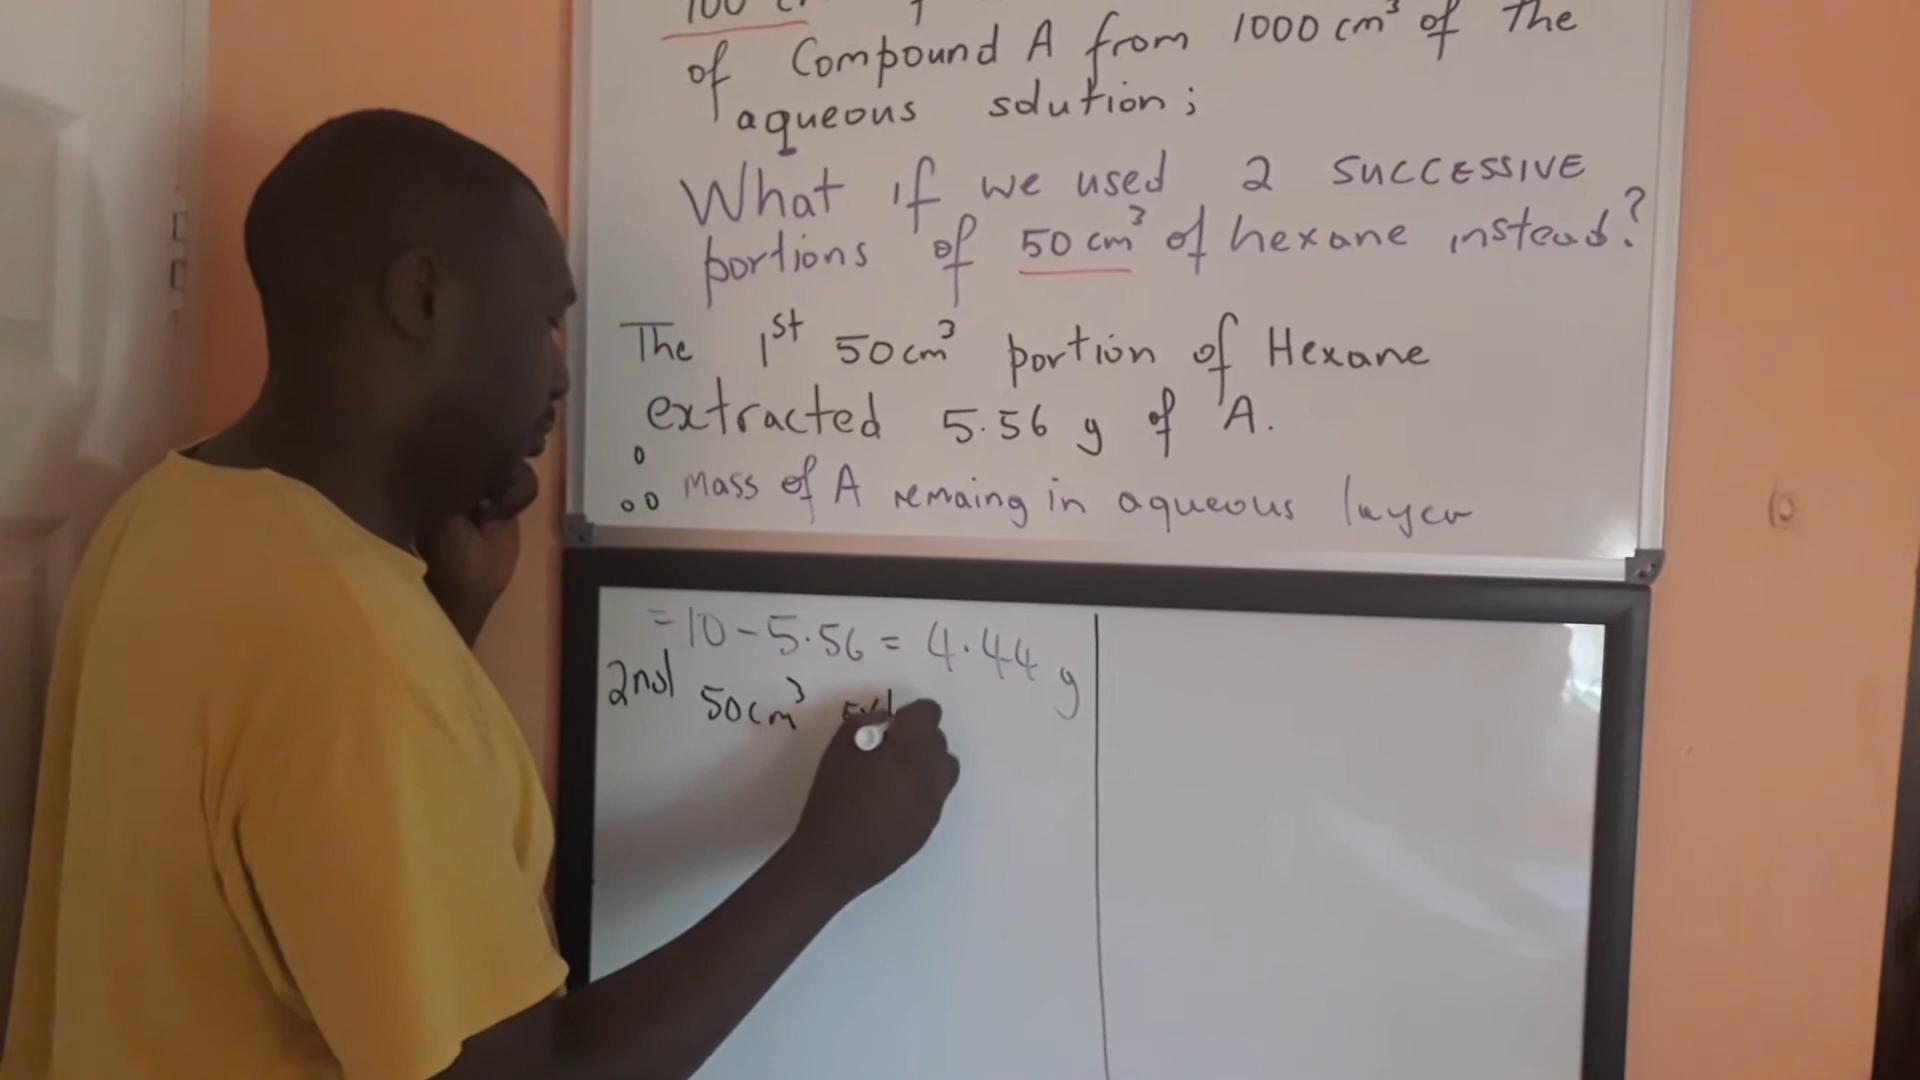 100
of Compound A from 1000 cm³ of the
aqueous solution;
What if we used 2 SUCCESSIVE
portions of 50 cm³ of hexane instead?
The 1st 50cm³ portion of Hexane
extracted 5.56 g of A.
∴ Mass of A remaing in aqueous layer
= 10 - 5.56 = 4.44 g
2nd 50cm³